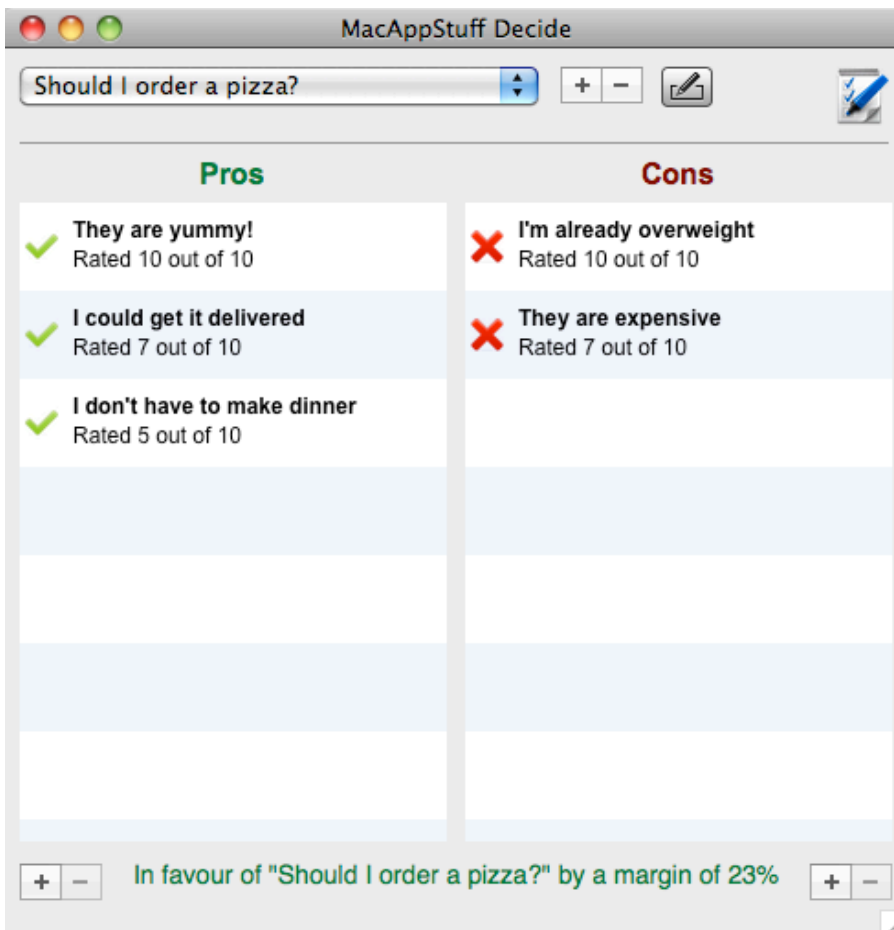 MacAppStuff Decide
Should I order a pizza?
Pros
Cons
They are yummy!
Rated 10 out of 10
I could get it delivered
Rated 7 out of 10
I don't have to make dinner
Rated 5 out of 10
I'm already overweight
Rated 10 out of 10
They are expensive
Rated 7 out of 10
In favour of "Should I order a pizza?" by a margin of 23%